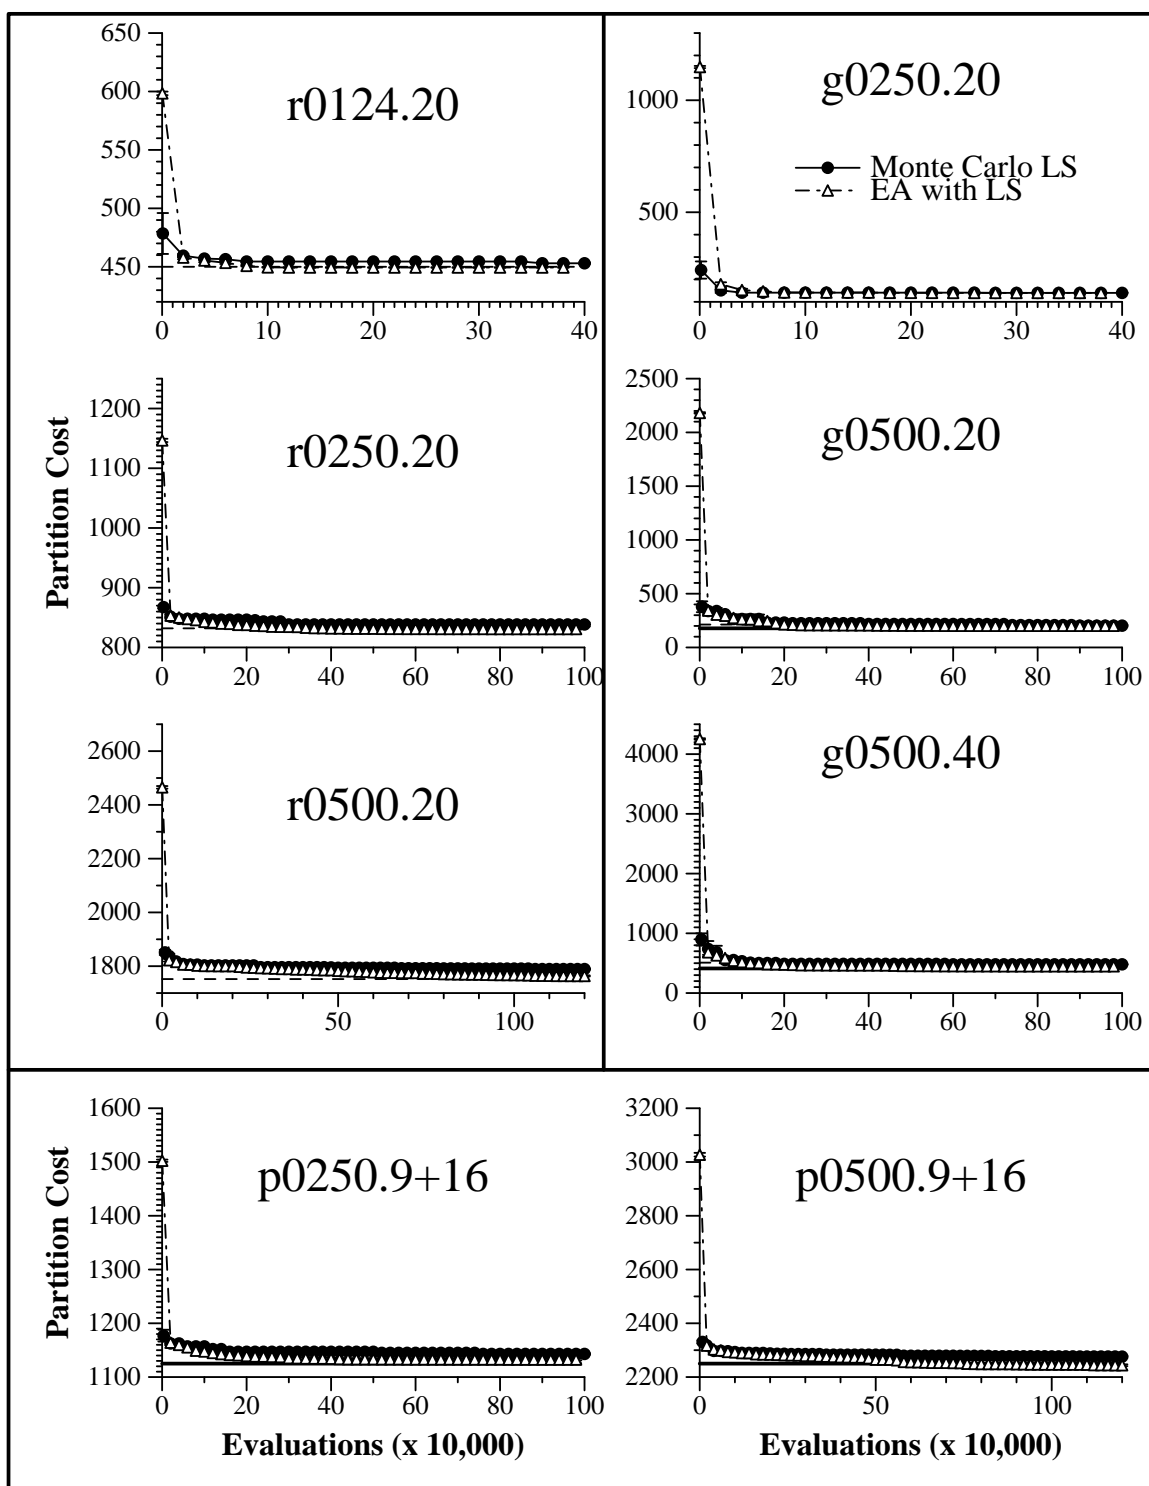 650
600
550
500
450
0 10 20 30 40
r0124.20
1000
500
0 10 20 30 40
g0250.20
Monte Carlo LS
EA with LS
Partition Cost
1200
1100
1000
900
800
0 20 40 60 80 100
r0250.20
2500
2000
1500
1000
500
0
0 20 40 60 80 100
g0500.20
2600
2400
2200
2000
1800
0 50 100
r0500.20
4000
3000
2000
1000
0
0 20 40 60 80 100
g0500.40
Partition Cost
1600
1500
1400
1300
1200
1100
0 20 40 60 80 100
p0250.9+16
Evaluations (x 10,000)
3200
3000
2800
2600
2400
2200
0 50 100
p0500.9+16
Evaluations (x 10,000)